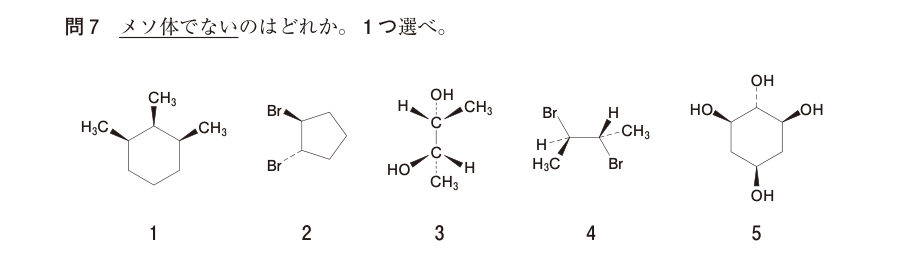 問7 メソ体でないのはどれか。1つ選べ。
CH₃
H₃C CH₃
Br
Br
OH
H CH₃
C
C
HO H
CH₃
Br H
H CH₃
H₃C Br
OH
HO OH
OH
1 2 3 4 5